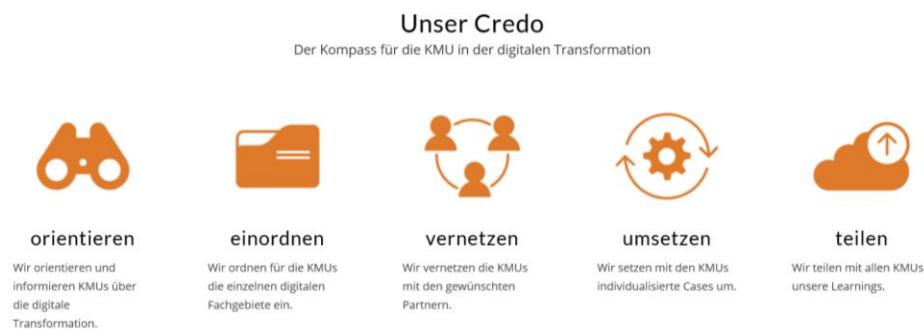 Unser Credo
Der Kompass für die KMU in der digitalen Transformation
orientieren
Wir orientieren und
informieren KMUs über
die digitale
Transformation.
einordnen
Wir ordnen für die KMUs
die einzelnen digitalen
Fachgebiete ein.
vernetzen
Wir vernetzen die KMUs
mit den gewünschten
Partnern.
umsetzen
Wir setzen mit den KMUs
individualisierte Cases um.
teilen
Wir teilen mit allen KMUs
unsere Learnings.